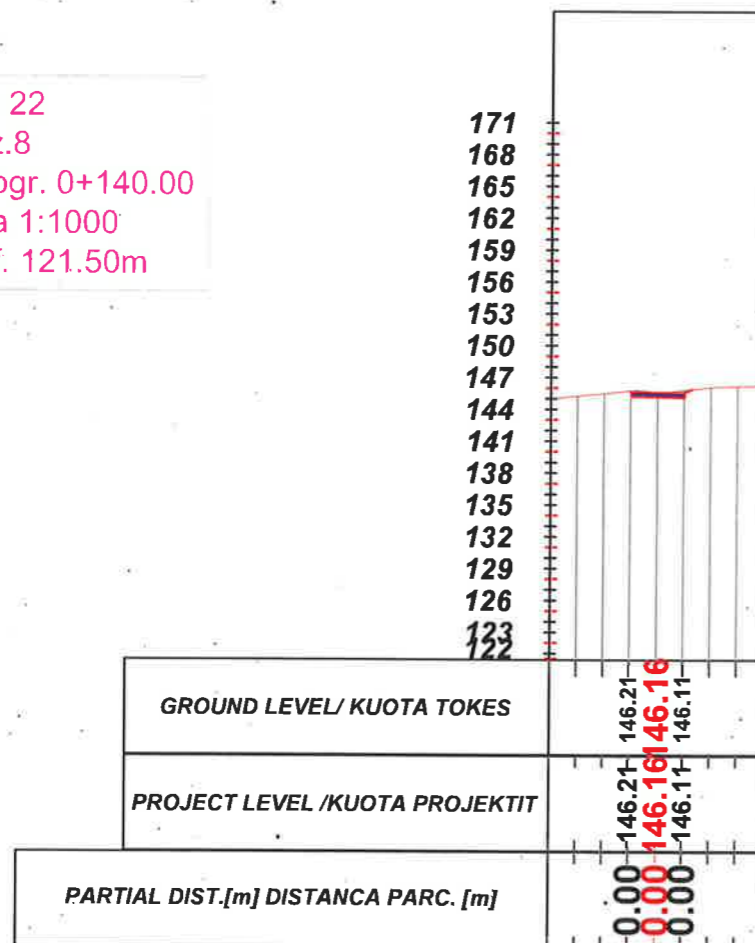 22
.8
ogr. 0+140.00
a 1:1000
. 121.50m
171
168
165
162
159
156
153
150
147
144
141
138
135
132
129
126
123
122
GROUND LEVEL/ KUOTA TOKES
146.21 146.16 146.11
PROJECT LEVEL /KUOTA PROJEKTIT
146.21 146.16 146.11
PARTIAL DIST.[m] DISTANCA PARC. [m]
0.00 0.00 0.00